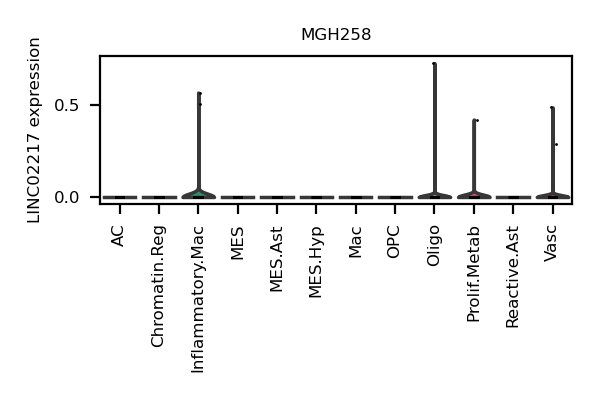 MGH258
LINC02217 expression
0.5
0.0
AC
Chromatin.Reg
Inflammatory.Mac
MES
MES.Ast
MES.Hyp
Mac
OPC
Oligo
Prolif.Metab
Reactive.Ast
Vasc